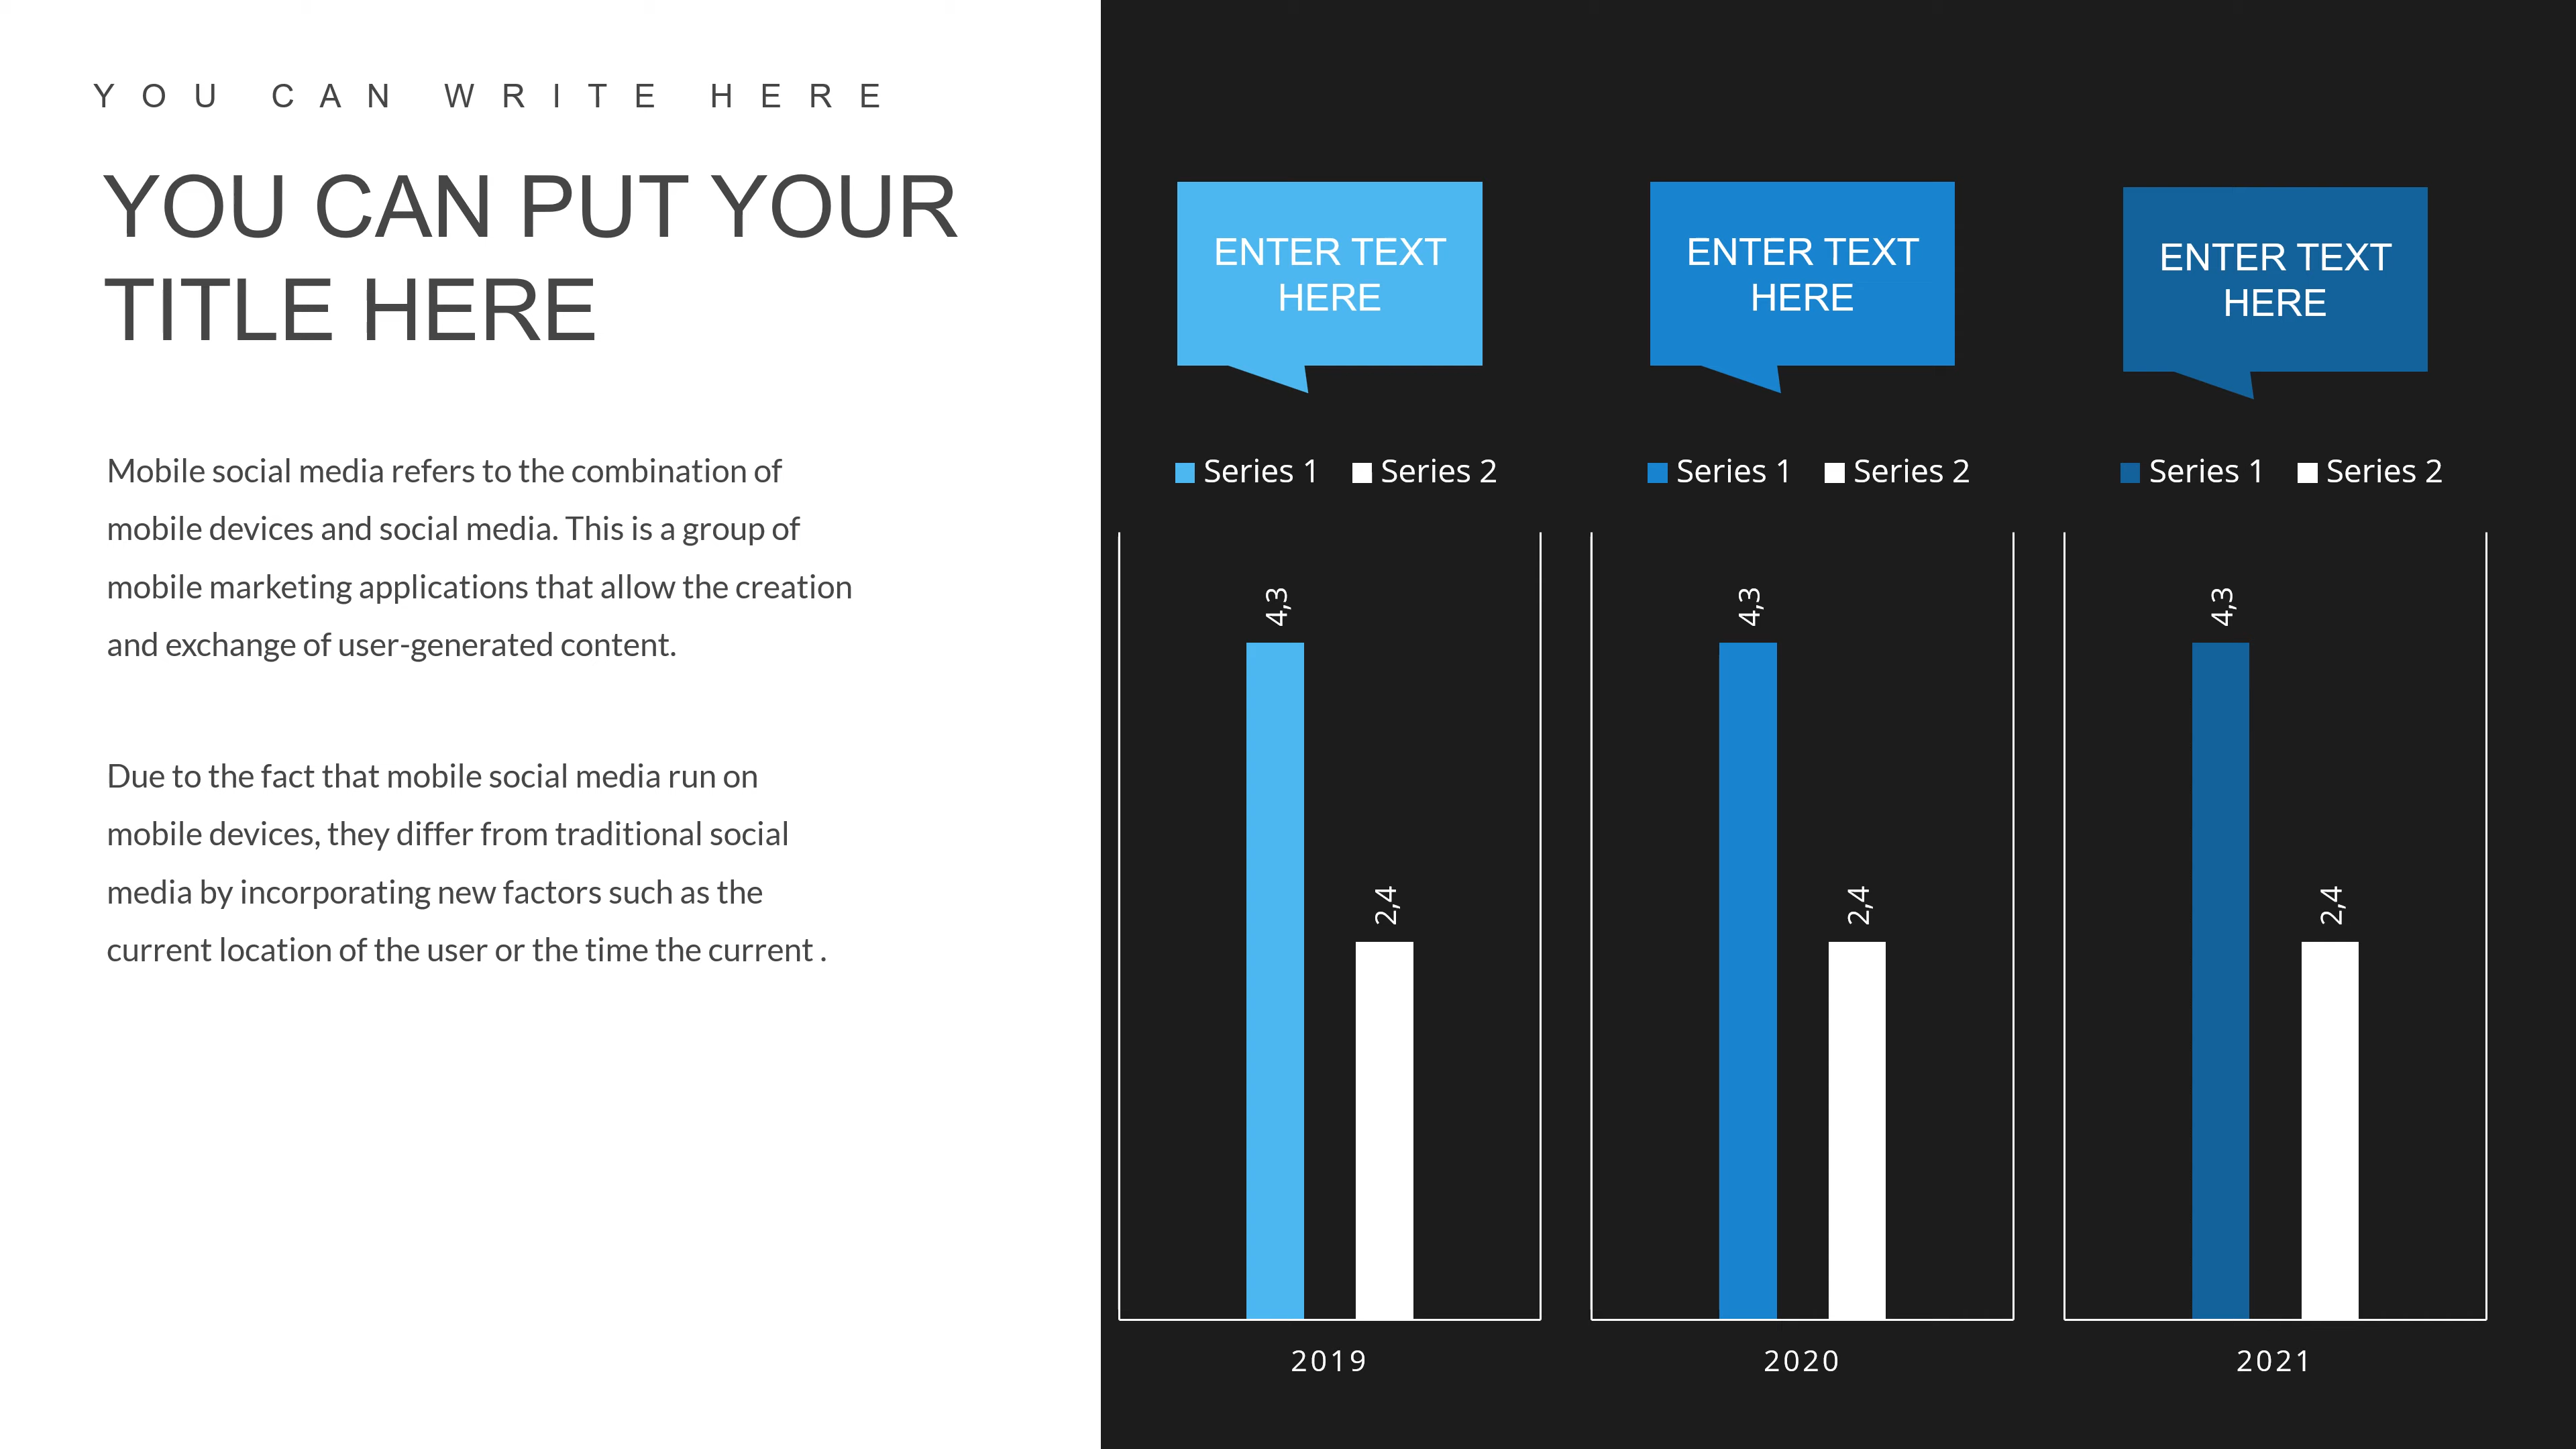 YOU CAN WRITE HERE
YOU CAN PUT YOUR
TITLE HERE
Mobile social media refers to the combination of
mobile devices and social media. This is a group of
mobile marketing applications that allow the creation
and exchange of user-generated content.
Due to the fact that mobile social media run on
mobile devices, they differ from traditional social
media by incorporating new factors such as the
current location of the user or the time the current .
ENTER TEXT
HERE
Series 1 Series 2
4,3
2,4
2019
ENTER TEXT
HERE
Series 1 Series 2
4,3
2,4
2020
ENTER TEXT
HERE
Series 1 Series 2
4,3
2,4
2021